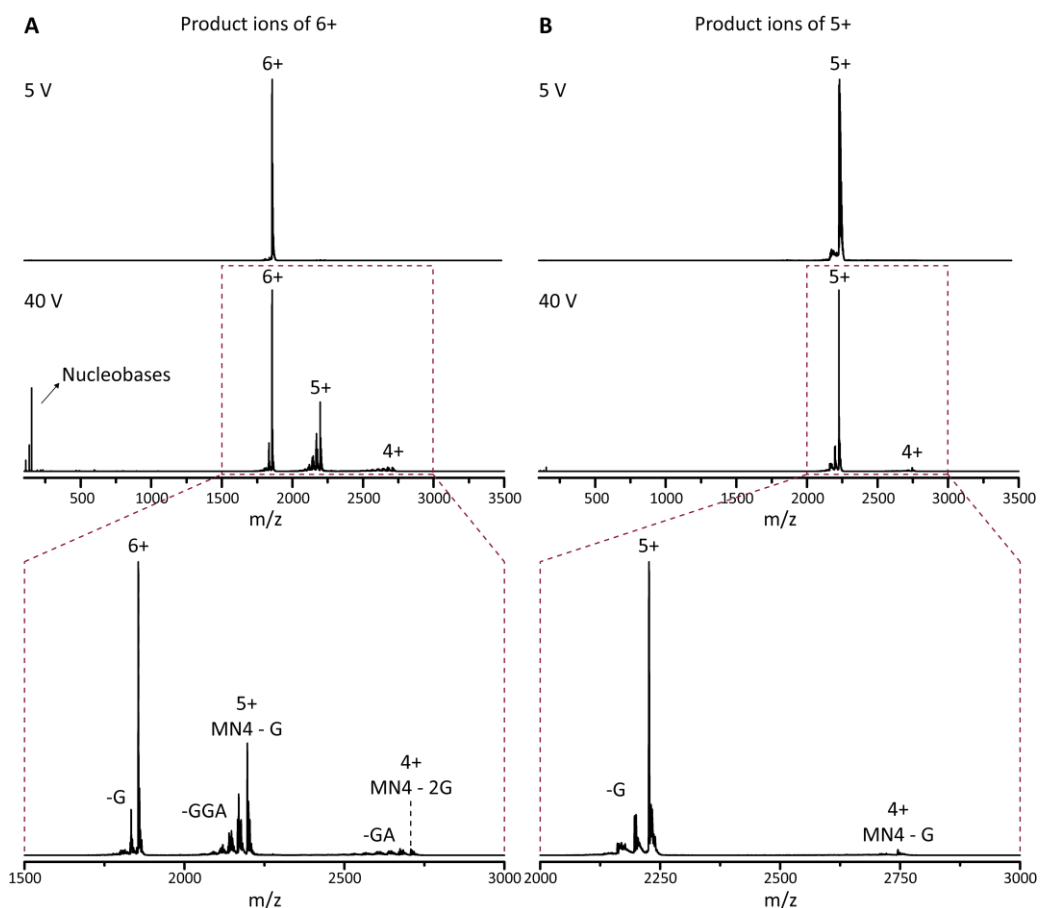 A
Product ions of 6+
6+
5 V
6+
40 V
Nucleobases
5+
4+
500 1000 1500 2000 2500 3000 3500
m/z
6+
5+
MN4 - G
-G
-GGA
4+
MN4 - 2G
-GA
1500 2000 2500 3000
m/z
B
Product ions of 5+
5+
5 V
5+
40 V
4+
500 1000 1500 2000 2500 3000 3500
m/z
5+
-G
4+
MN4 - G
2000 2250 2500 2750 3000
m/z